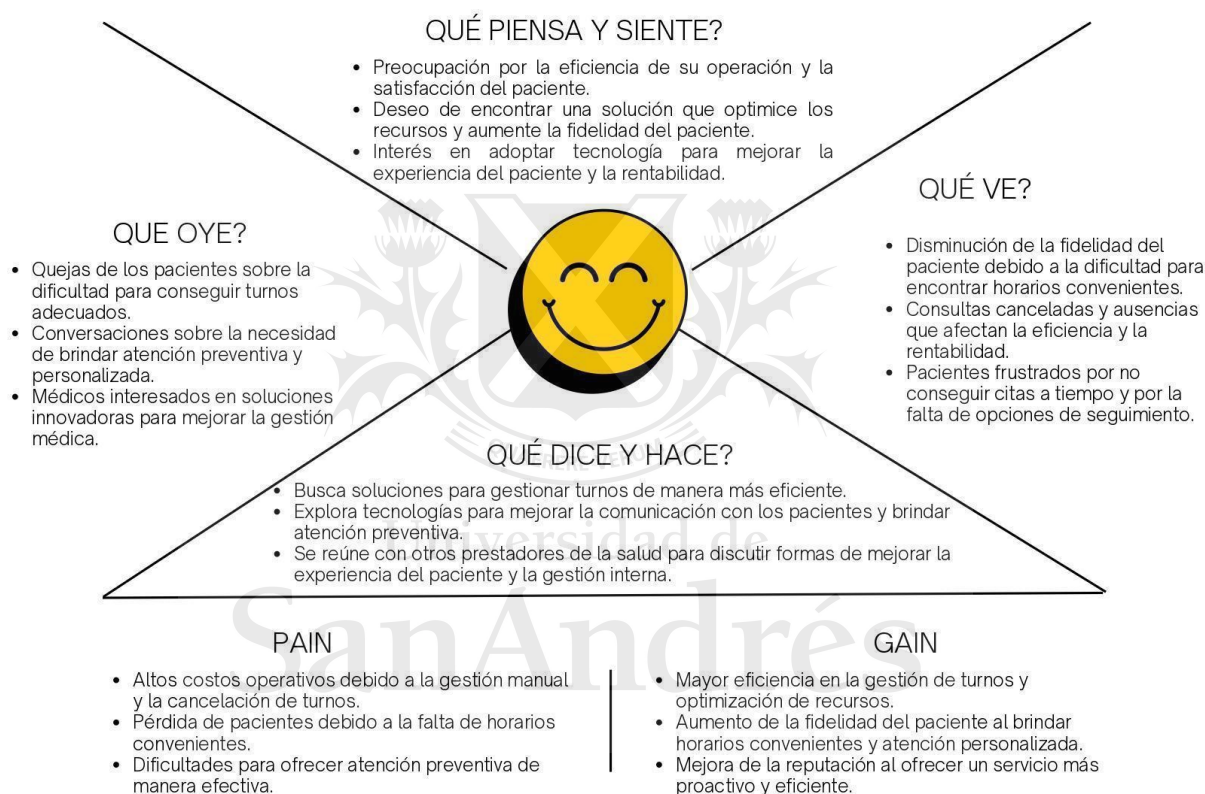 QUÉ PIENSA Y SIENTE?
• Preocupación por la eficiencia de su operación y la
satisfacción del paciente.
• Deseo de encontrar una solución que optimice los
recursos y aumente la fidelidad del paciente.
• Interés en adoptar tecnología para mejorar la
experiencia del paciente y la rentabilidad.
QUE OYE?
• Quejas de los pacientes sobre la
dificultad para conseguir turnos
adecuados.
• Conversaciones sobre la necesidad
de brindar atención preventiva y
personalizada.
• Médicos interesados en soluciones
innovadoras para mejorar la gestión
médica.
QUÉ VE?
• Disminución de la fidelidad del
paciente debido a la dificultad para
encontrar horarios convenientes.
• Consultas canceladas y ausencias
que afectan la eficiencia y la
rentabilidad.
• Pacientes frustrados por no
conseguir citas a tiempo y por la
falta de opciones de seguimiento.
QUÉ DICE Y HACE?
• Busca soluciones para gestionar turnos de manera más eficiente.
• Explora tecnologías para mejorar la comunicación con los pacientes y brindar
atención preventiva.
• Se reúne con otros prestadores de la salud para discutir formas de mejorar la
experiencia del paciente y la gestión interna.
Universidad de
SanAndrés
PAIN
• Altos costos operativos debido a la gestión manual
y la cancelación de turnos.
• Pérdida de pacientes debido a la falta de horarios
convenientes.
• Dificultades para ofrecer atención preventiva de
manera efectiva.
GAIN
• Mayor eficiencia en la gestión de turnos y
optimización de recursos.
• Aumento de la fidelidad del paciente al brindar
horarios convenientes y atención personalizada.
• Mejora de la reputación al ofrecer un servicio más
proactivo y eficiente.